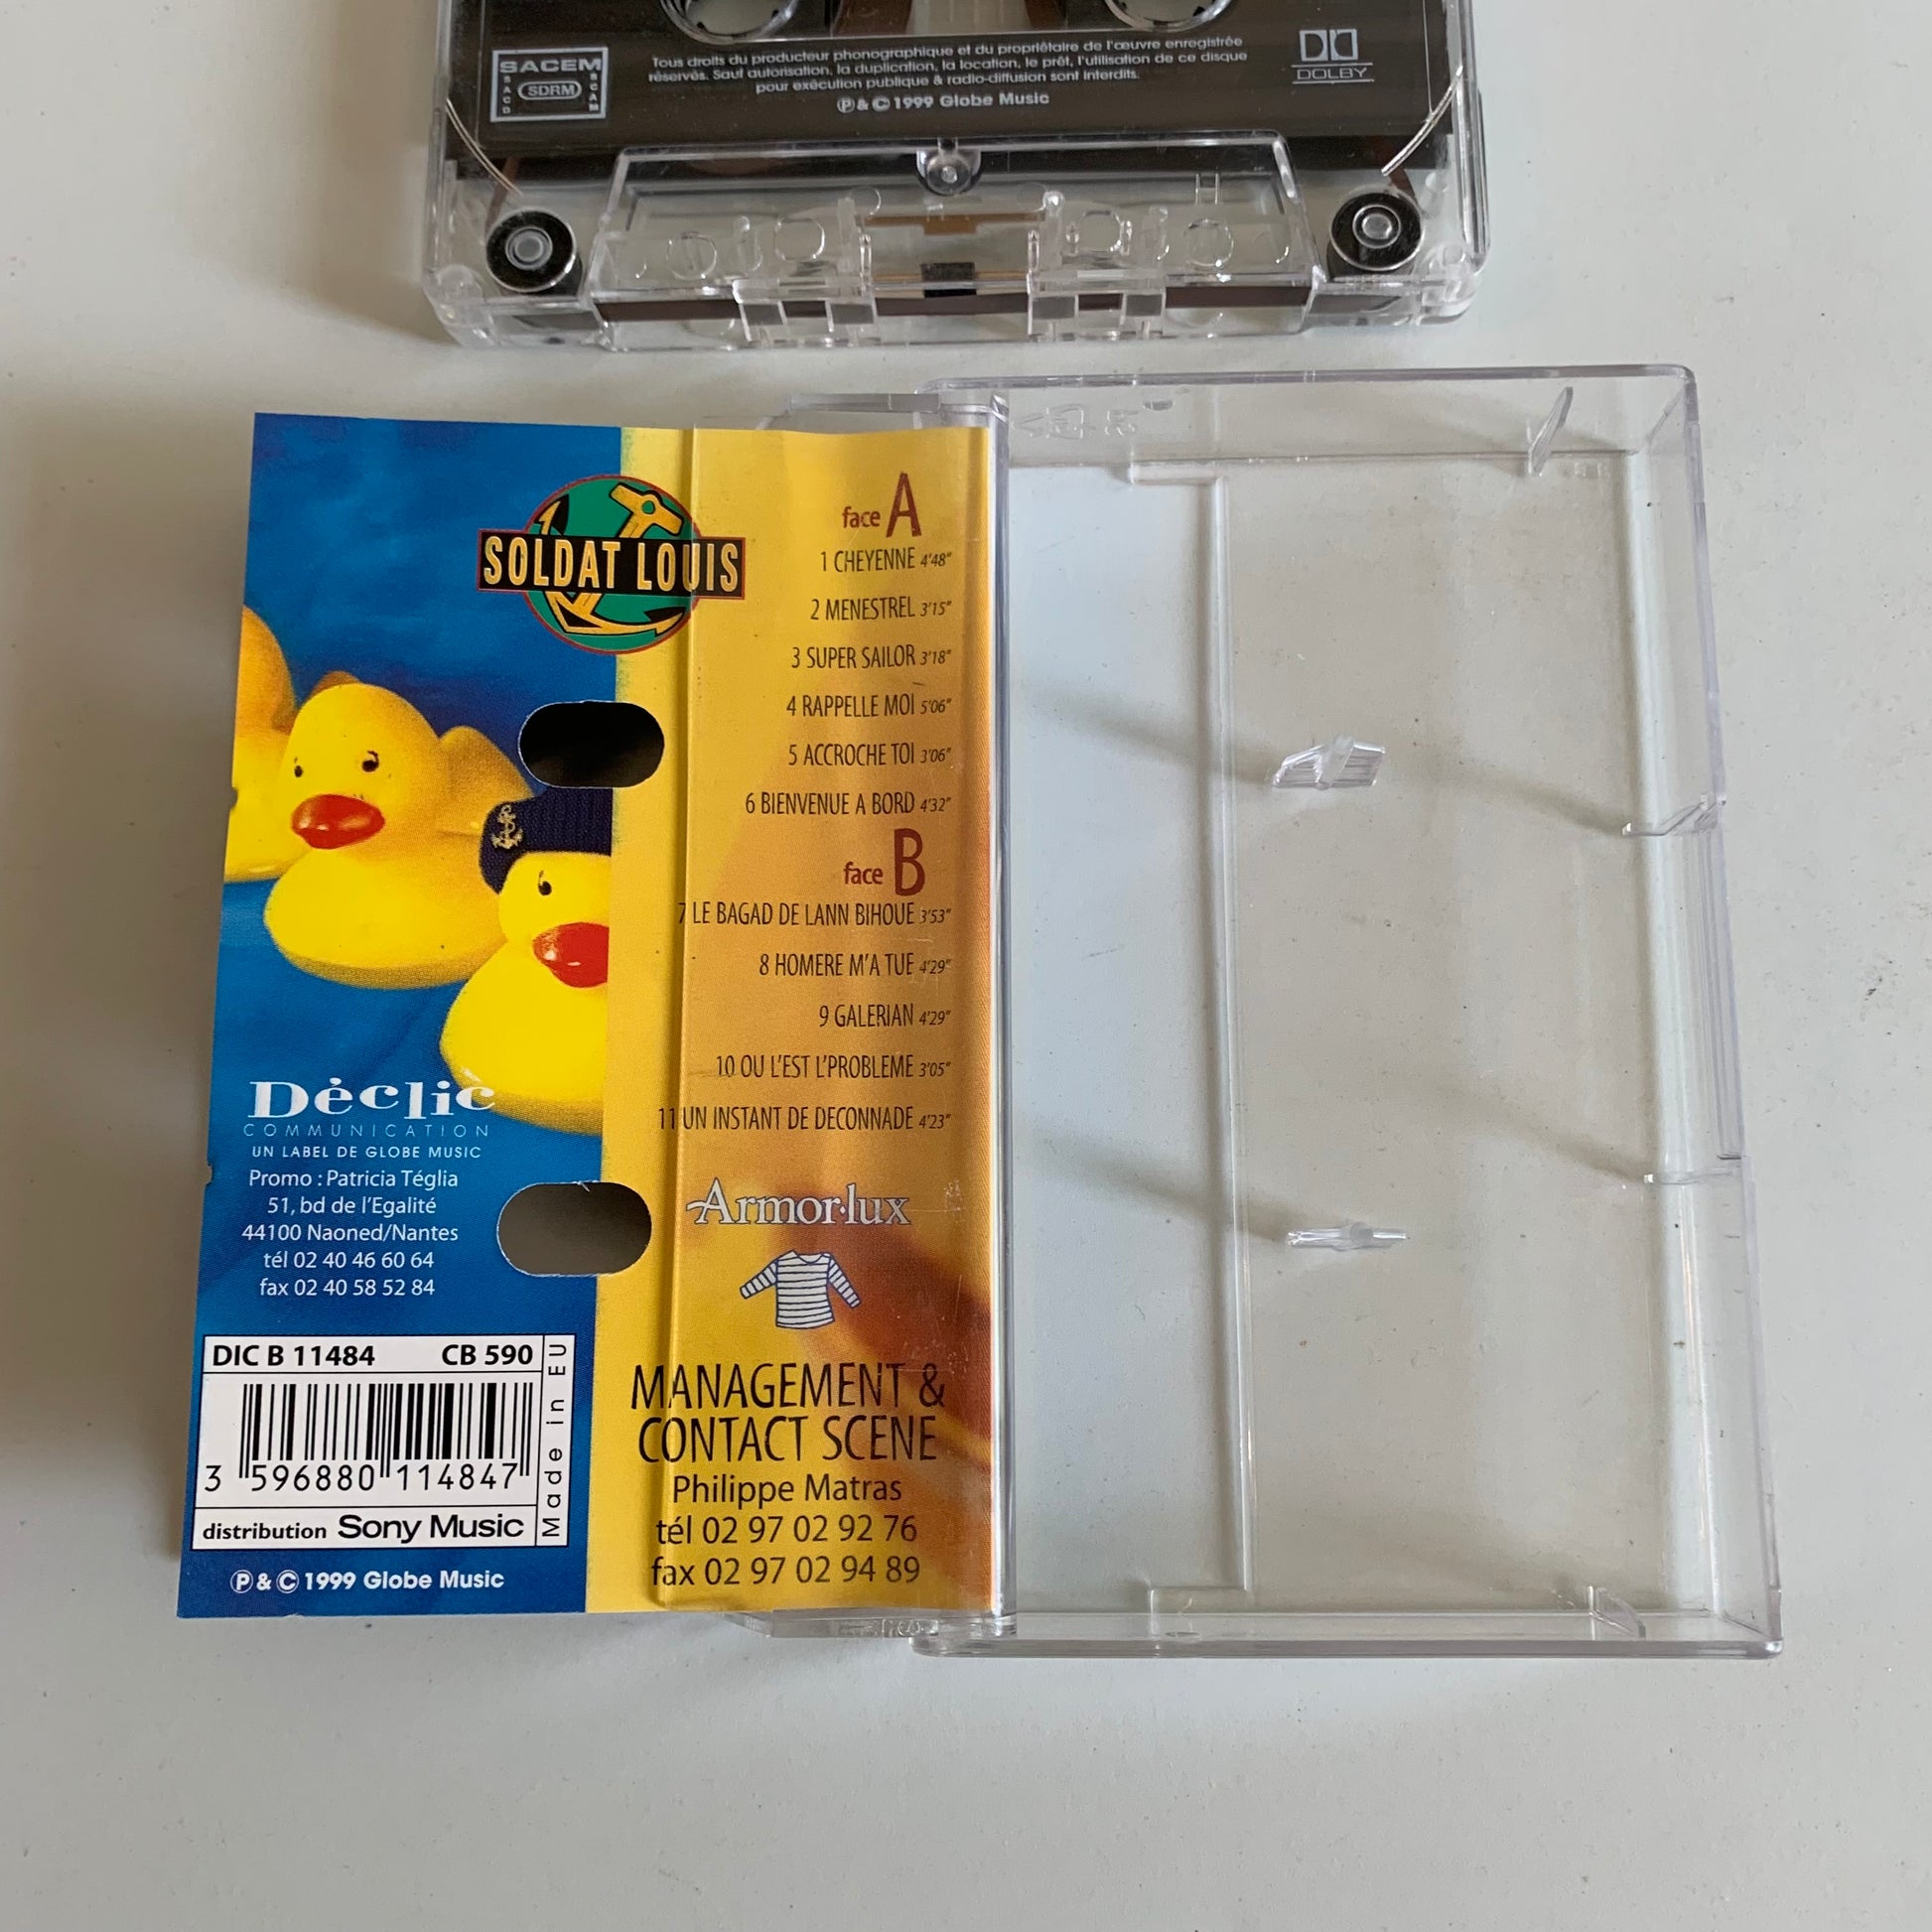 SACEM
SACD
SDRM
SCAM
Tous droits du producteur phonographique et du propriétaire de l'œuvre enregistrée
réservés. Sauf autorisation, la duplication, la location, le prêt, l'utilisation de ce disque
pour exécution publique & radio-diffusion sont interdits.
℗ & © 1999 Globe Music
DOLBY
SOLDAT LOUIS
face A
1 CHEYENNE 4'48"
2 MENESTREL 3'15"
3 SUPER SAILOR 3'18"
4 RAPPELLE MOI 5'06"
5 ACCROCHE TOI 3'06"
6 BIENVENUE A BORD 4'32"
face B
7 LE BAGAD DE LANN BIHOUE 3'53"
8 HOMERE M'A TUE 4'29"
9 GALERIAN 4'29"
10 OU L'EST L'PROBLEME 3'05"
11 UN INSTANT DE DECONNADE 4'23"
Armor·lux
MANAGEMENT &
CONTACT SCENE
Philippe Matras
tél 02 97 02 92 76
fax 02 97 02 94 89
Déclic
COMMUNICATION
UN LABEL DE GLOBE MUSIC
Promo : Patricia Téglia
51, bd de l'Egalité
44100 Naoned/Nantes
tél 02 40 46 60 64
fax 02 40 58 52 84
DIC B 11484 CB 590
Made in EU
3 596880 114847
distribution Sony Music
℗ & © 1999 Globe Music